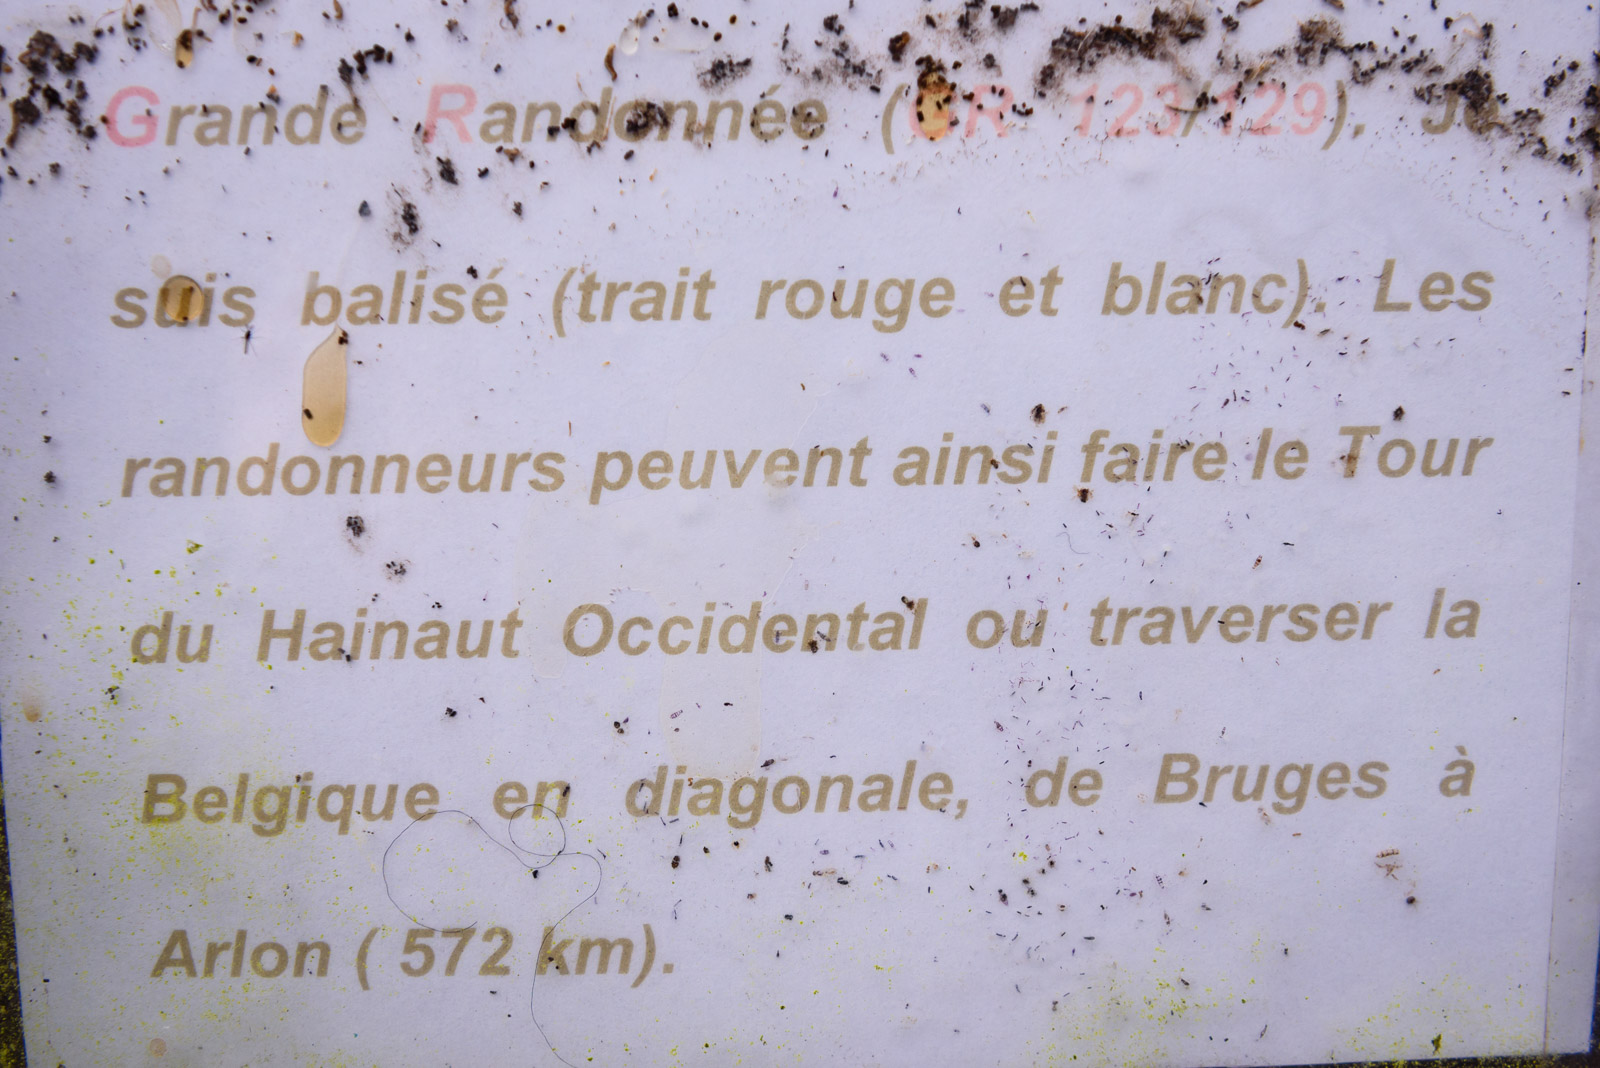 Grande Randonnée (GR 123/129). Je
suis balisé (trait rouge et blanc). Les
randonneurs peuvent ainsi faire le Tour
du Hainaut Occidental ou traverser la
Belgique en diagonale, de Bruges à
Arlon ( 572 km).